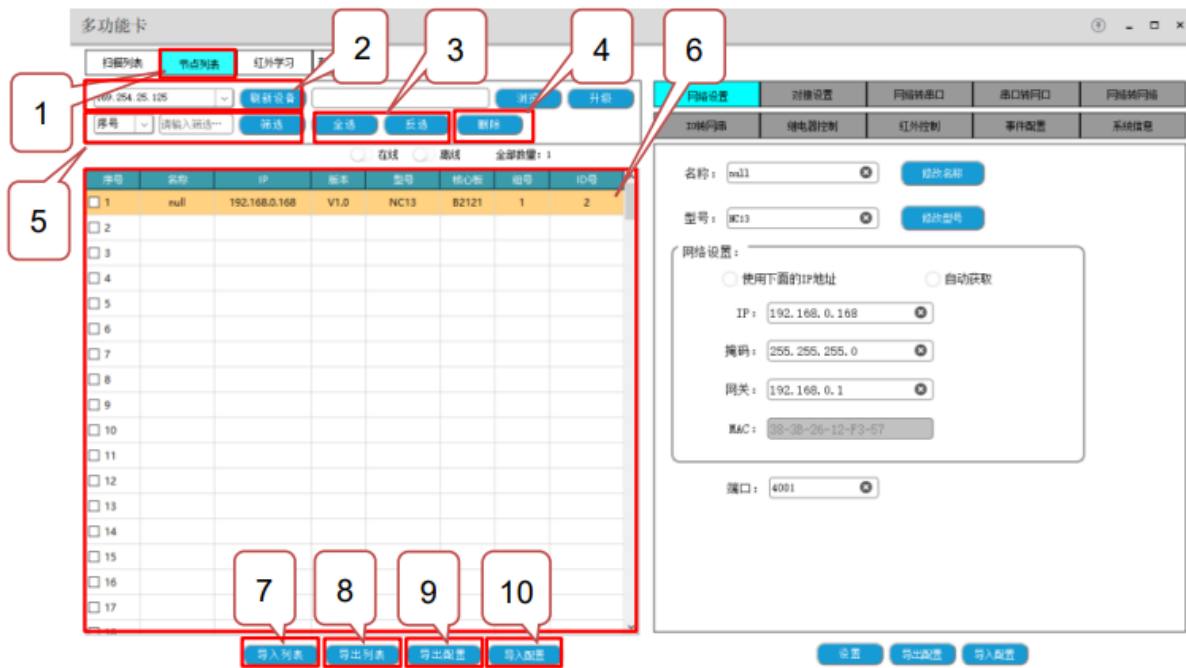 多功能卡
扫描列表 节点列表 红外学习
169.254.25.125 刷新设备 浏览 升级
序号 请输入筛选... 筛选 全选 反选 删除
在线 离线 全部数量: 1
序号 名称 IP 版本 型号 核心板 组号 ID号
1 null 192.168.0.168 V1.0 NC13 B2121 1 2
2
3
4
5
6
7
8
9
10
11
12
13
14
15
16
17
18
导入列表 导出列表 导出配置 导入配置
1
2
3
4
5
6
7
8
9
10
网络设置 对接设置 网络转串口 串口转网口 网络转网络
IO转网串 继电器控制 红外控制 事件配置 系统信息
名称: null 修改名称
型号: NC13 修改型号
网络设置:
使用下面的IP地址 自动获取
IP: 192.168.0.168
掩码: 255.255.255.0
网关: 192.168.0.1
MAC: 38-3B-26-12-F3-57
端口: 4001
设置 导出配置 导入配置